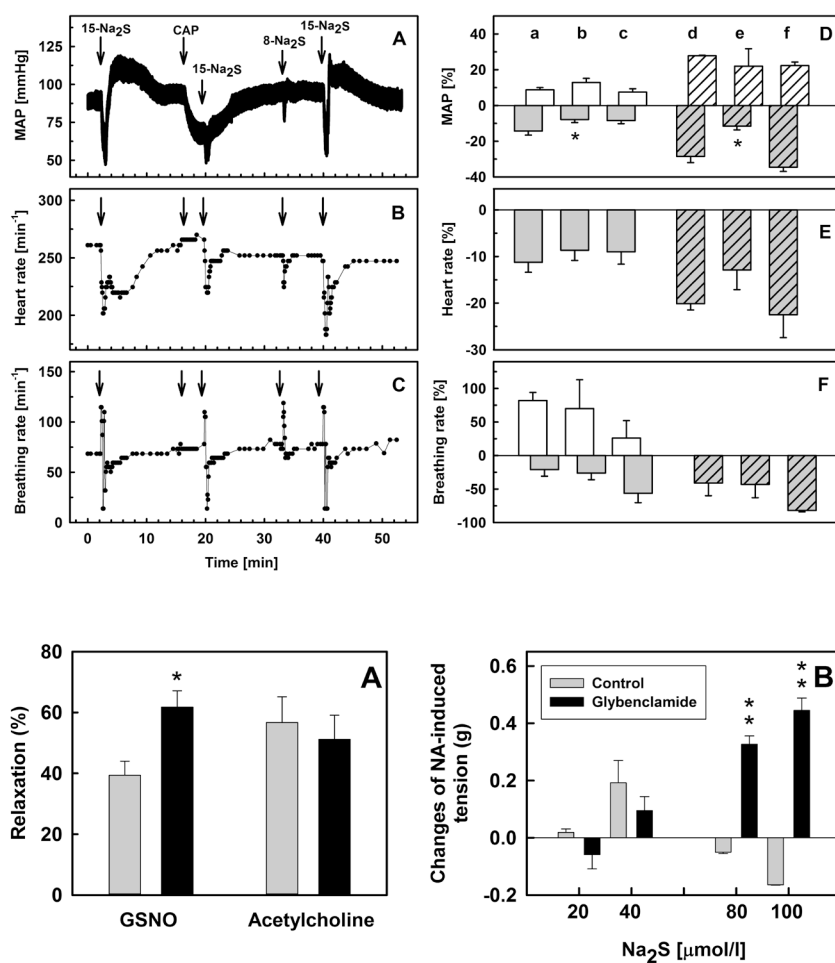 15-Na₂S
CAP
15-Na₂S
8-Na₂S
15-Na₂S
A
MAP [mmHg]
125
100
75
50
B
Heart rate [min⁻¹]
300
250
200
C
Breathing rate [min⁻¹]
150
100
50
0
0 10 20 30 40 50
Time [min]
a b c d e f
D
MAP [%]
40
20
0
-20
-40
*
*
E
Heart rate [%]
0
-10
-20
-30
F
Breathing rate [%]
100
50
0
-50
-100
A
Relaxation (%)
80
60
40
20
0
*
GSNO Acetylcholine
B
Control
Glybenclamide
Changes of NA-induced
tension (g)
0.6
0.4
0.2
0.0
-0.2
*
*
*
*
20 40 80 100
Na₂S [μmol/l]